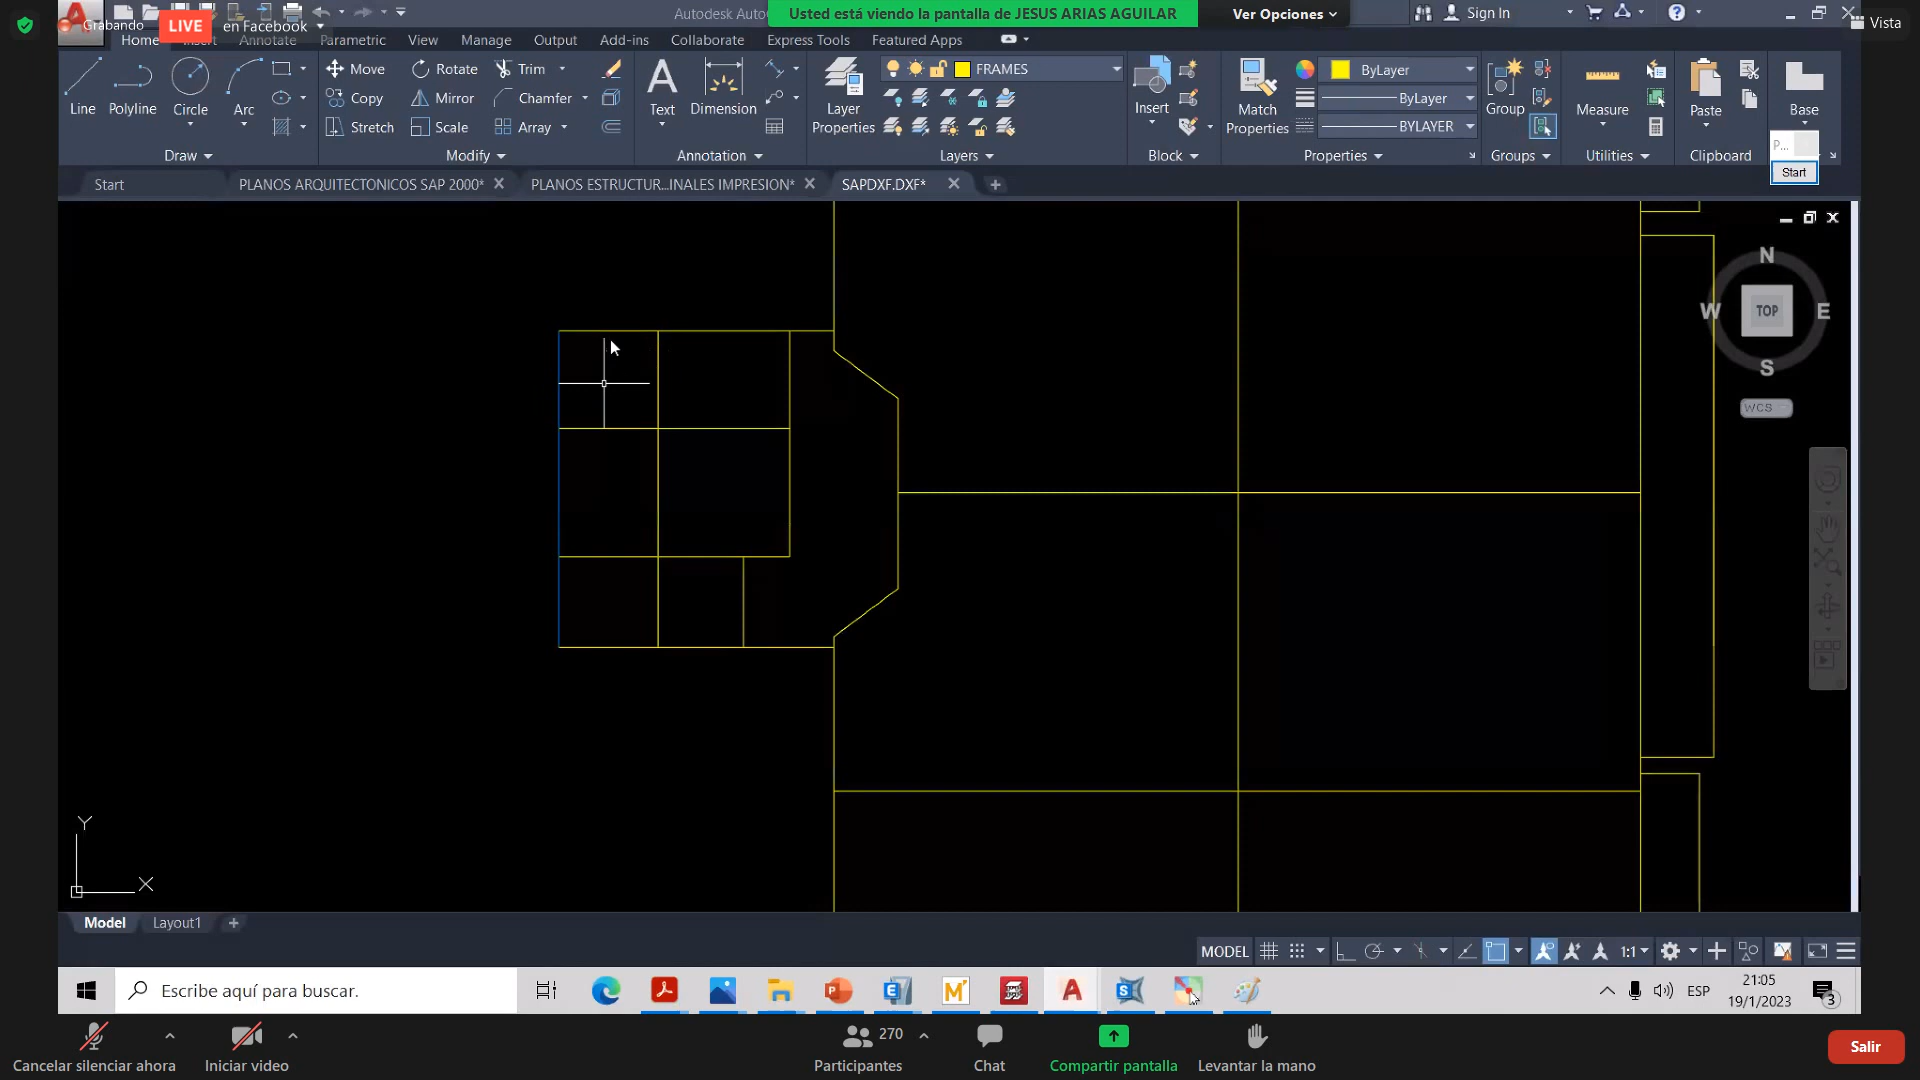 Grabando LIVE en Facebook
Autodesk Auto
Usted está viendo la pantalla de JESUS ARIAS AGUILAR
Ver Opciones
Sign In
Vista
Home Insert Annotate Parametric View Manage Output Add-ins Collaborate Express Tools Featured Apps
Line Polyline Circle Arc
Draw
Move Rotate Trim
Copy Mirror Chamfer
Stretch Scale Array
Modify
Text Dimension
Annotation
Layer Properties
FRAMES
Layers
Insert
Block
Match Properties
ByLayer
ByLayer
BYLAYER
Properties
Group
Groups
Measure
Utilities
Paste
Clipboard
Base
P...
Start
Start
PLANOS ARQUITECTONICOS SAP 2000*
PLANOS ESTRUCTUR...INALES IMPRESION*
SAPDXF.DXF*
N
W TOP E
S
WCS
Y
X
Model Layout1
MODEL
1:1
Escribe aquí para buscar.
ESP
21:05
19/1/2023
3
Cancelar silenciar ahora
Iniciar video
270
Participantes
Chat
Compartir pantalla
Levantar la mano
Salir